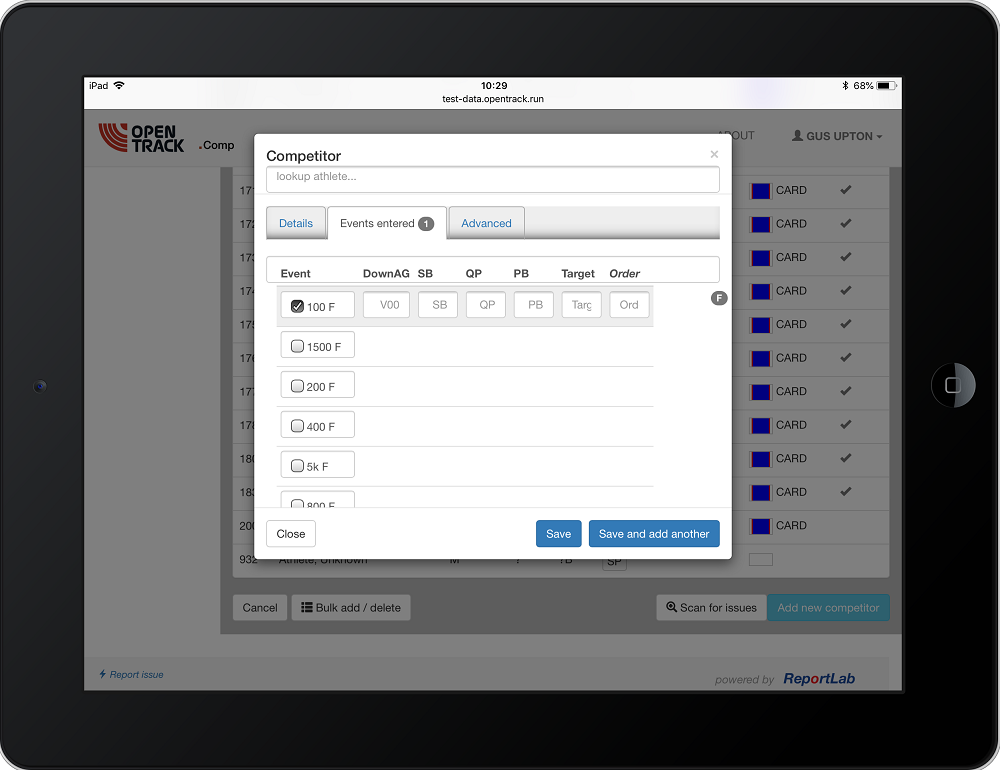 iPad 10:29 68%
test-data.opentrack.run
OPEN TRACK .Comp
ABOUT GUS UPTON
Competitor ×
lookup athlete...
Details Events entered 1 Advanced
Event DownAG SB QP PB Target Order
100 F V00 SB QP PB Targ Ord F
1500 F
200 F
400 F
5k F
800 F
Close Save Save and add another
17 CARD
172 CARD
173 CARD
174 CARD
175 CARD
176 CARD
177 CARD
178 CARD
CARD
CARD
200 CARD
932 Athlete, Unknown M ? TB SP
Cancel Bulk add / delete Scan for issues Add new competitor
Report issue
powered by ReportLab